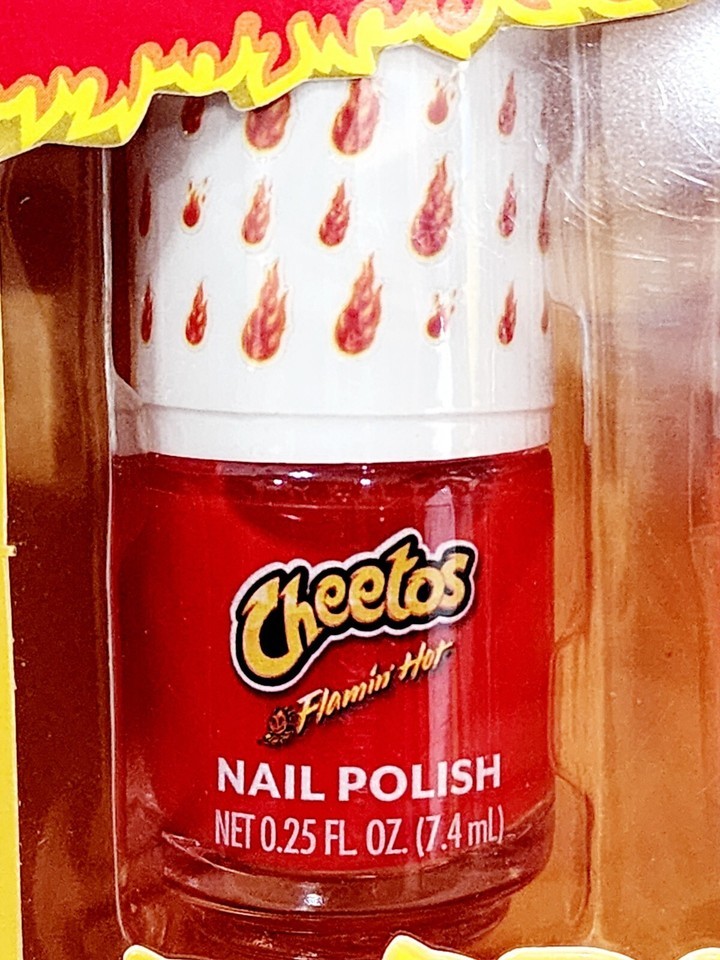 Cheetos
Flamin' Hot
NAIL POLISH
NET 0.25 FL. OZ. (7.4 mL)